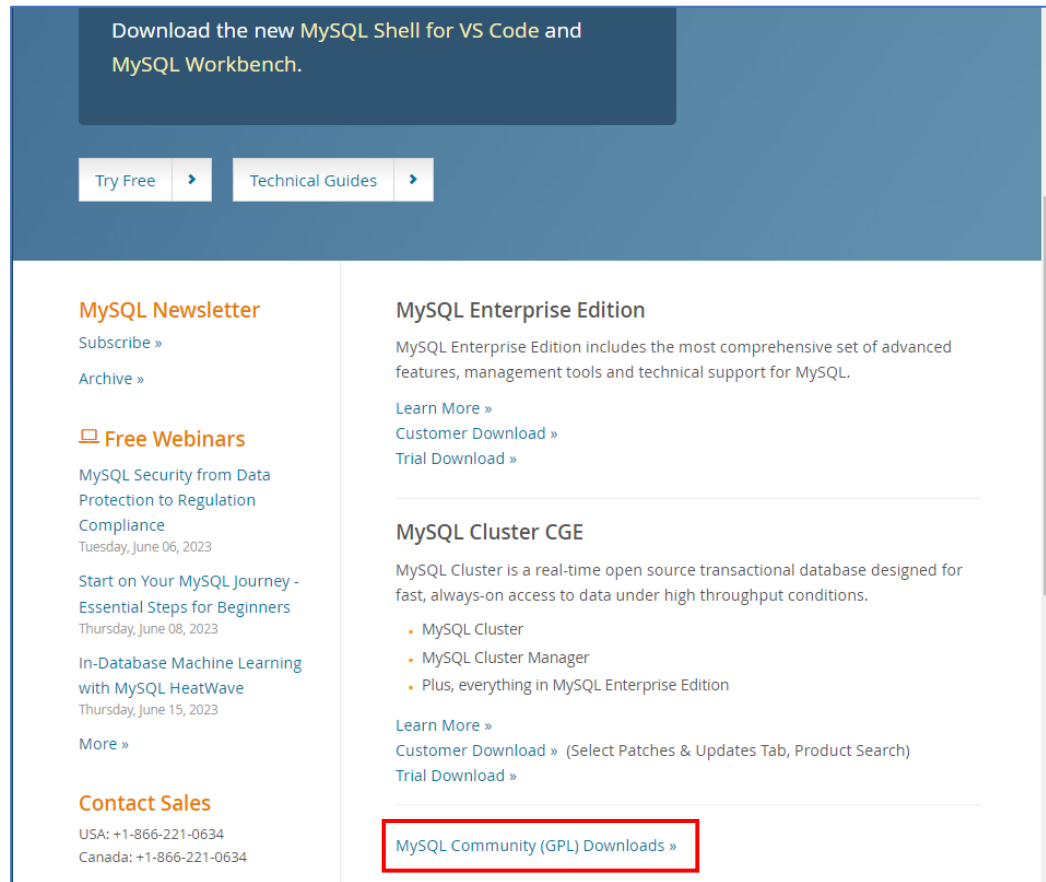 Download the new MySQL Shell for VS Code and
MySQL Workbench.
Try Free
Technical Guides
MySQL Newsletter
Subscribe »
Archive »
Free Webinars
MySQL Security from Data
Protection to Regulation
Compliance
Tuesday, June 06, 2023
Start on Your MySQL Journey -
Essential Steps for Beginners
Thursday, June 08, 2023
In-Database Machine Learning
with MySQL HeatWave
Thursday, June 15, 2023
More »
Contact Sales
USA: +1-866-221-0634
Canada: +1-866-221-0634
MySQL Enterprise Edition
MySQL Enterprise Edition includes the most comprehensive set of advanced
features, management tools and technical support for MySQL.
Learn More »
Customer Download »
Trial Download »
MySQL Cluster CGE
MySQL Cluster is a real-time open source transactional database designed for
fast, always-on access to data under high throughput conditions.
• MySQL Cluster
• MySQL Cluster Manager
• Plus, everything in MySQL Enterprise Edition
Learn More »
Customer Download » (Select Patches & Updates Tab, Product Search)
Trial Download »
MySQL Community (GPL) Downloads »